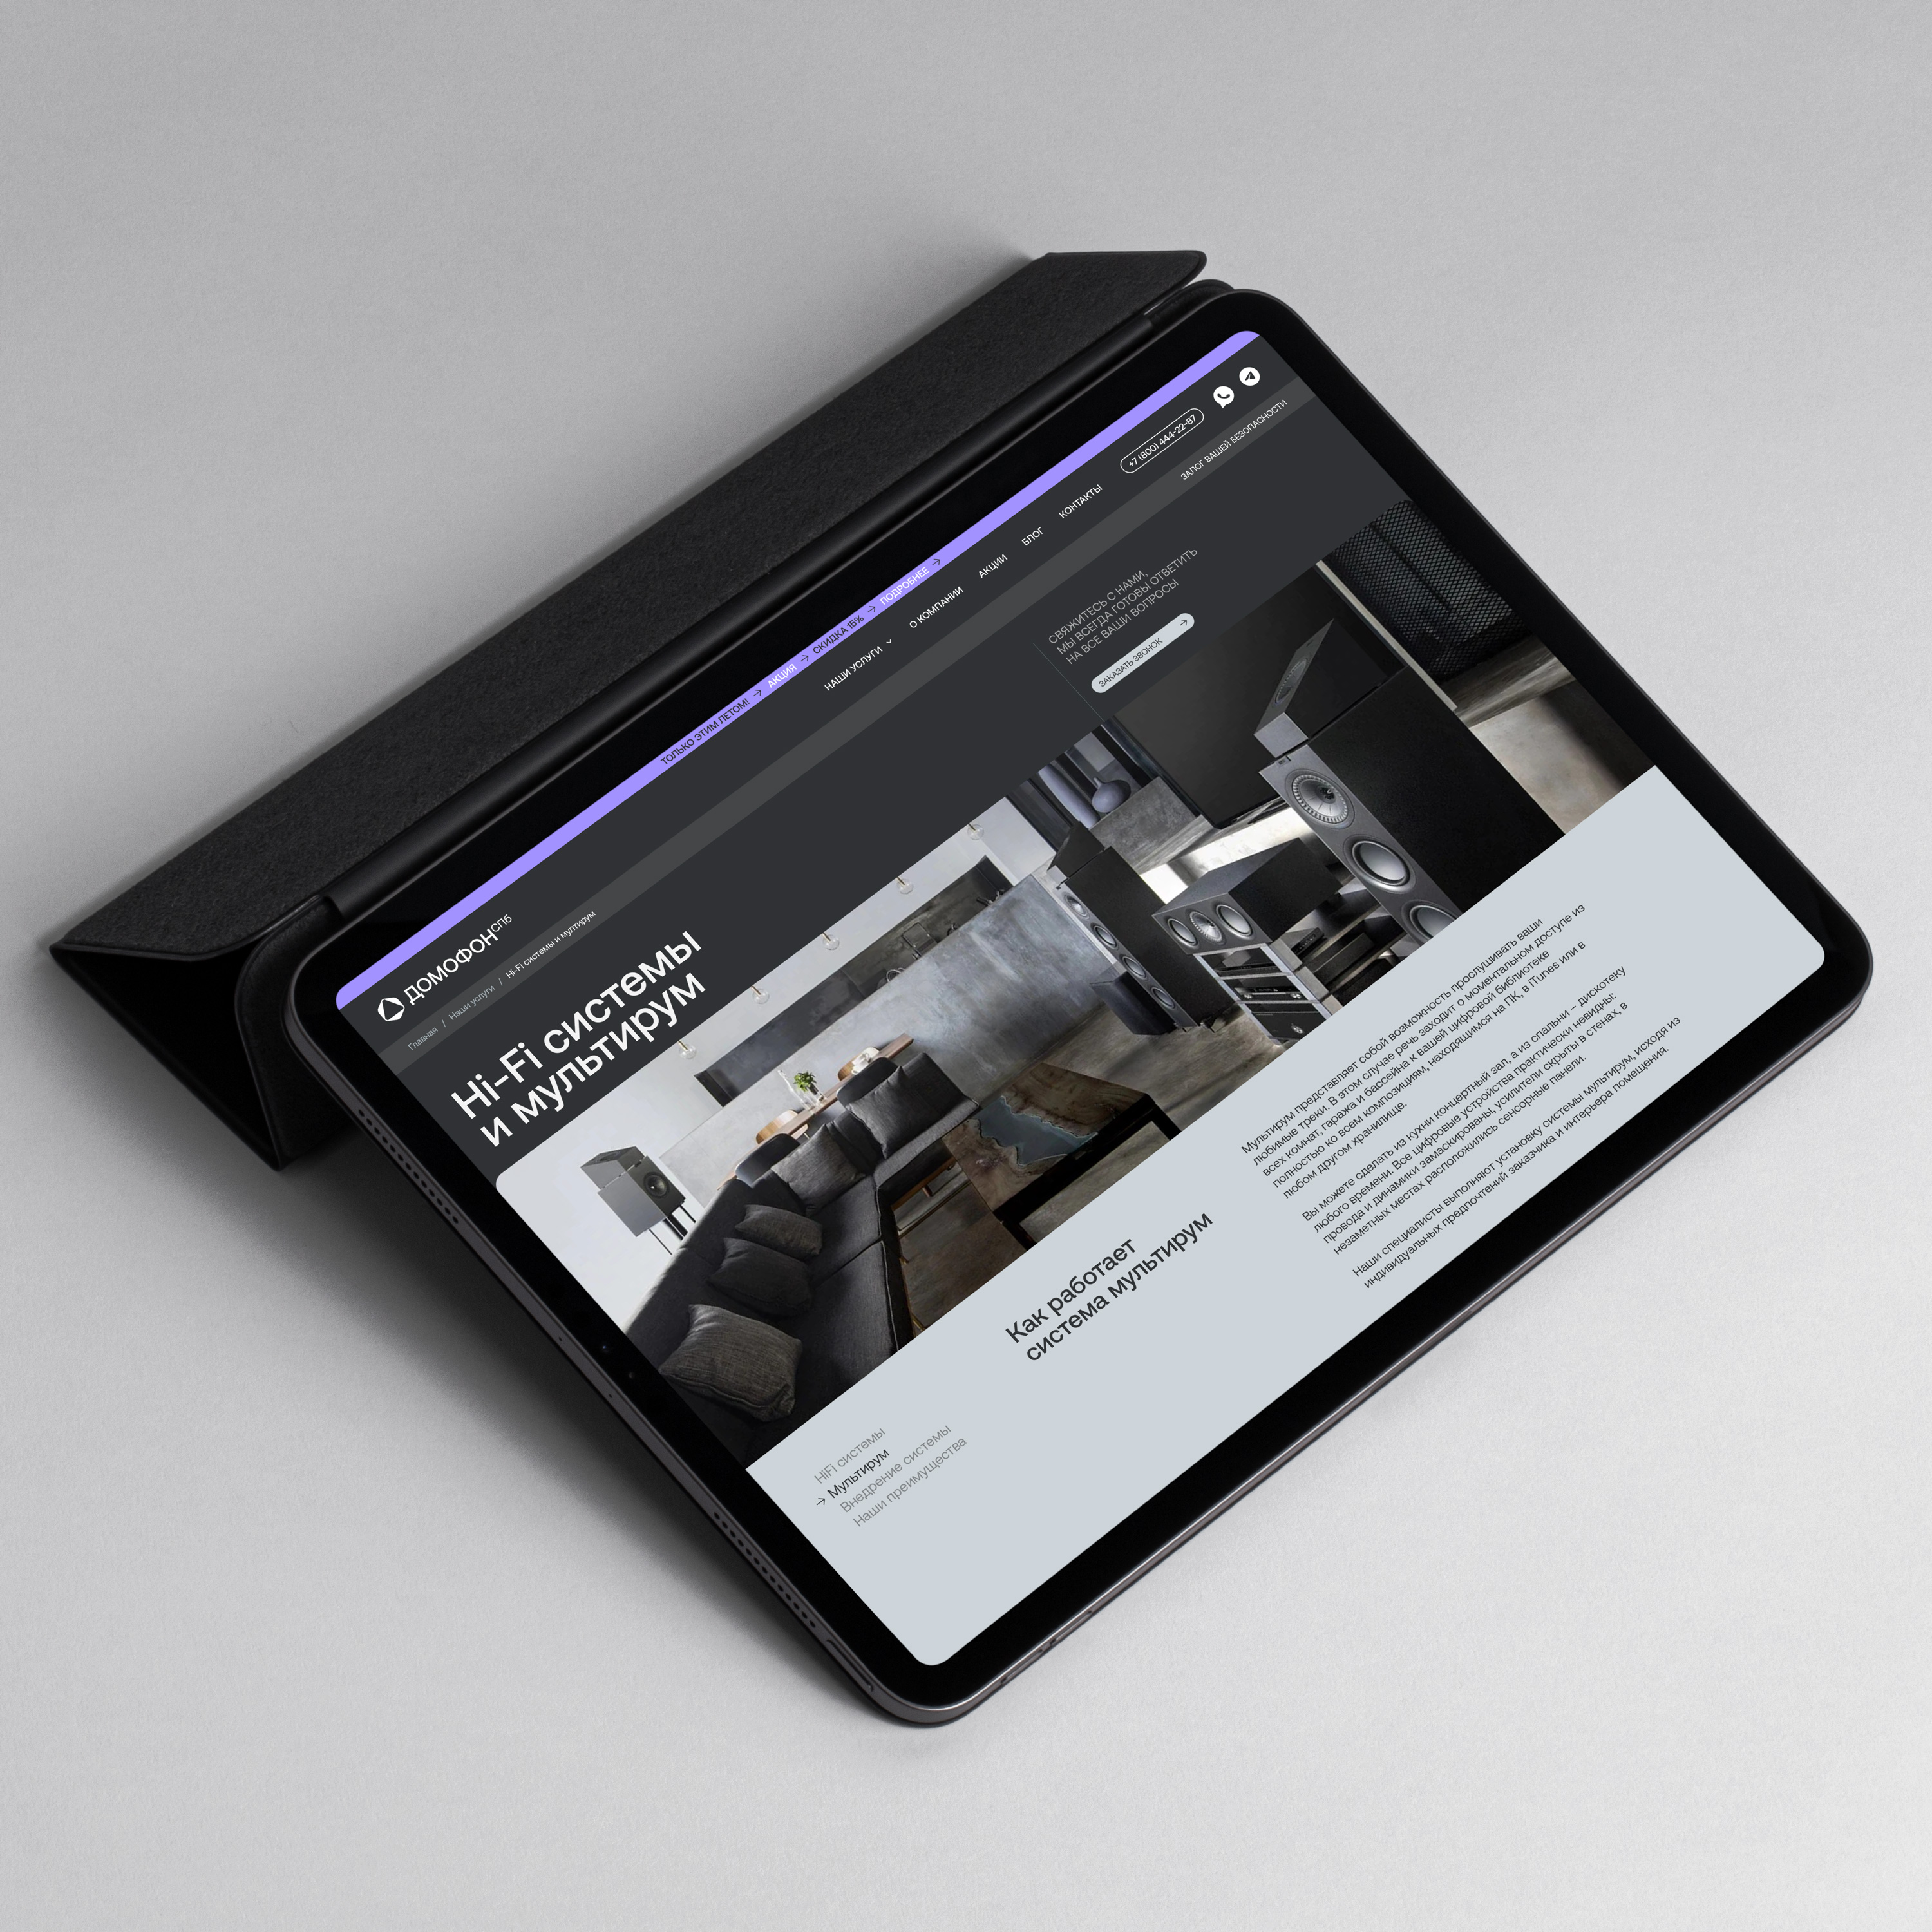 ТОЛЬКО ЭТИМ ЛЕТОМ! → АКЦИЯ → СКИДКА 15% → ПОДРОБНЕЕ →
ДОМОФОНСПб
НАШИ УСЛУГИ О КОМПАНИИ АКЦИИ БЛОГ КОНТАКТЫ +7 (800) 444-22-87
Главная / Наши услуги / Hi-Fi системы и мултирум
ЗАЛОГ ВАШЕЙ БЕЗОПАСНОСТИ
Hi-Fi системы
и мультирум
СВЯЖИТЕСЬ С НАМИ,
МЫ ВСЕГДА ГОТОВЫ ОТВЕТИТЬ
НА ВСЕ ВАШИ ВОПРОСЫ
ЗАКАЗАТЬ ЗВОНОК →
HiFi системы
→ Мультирум
Внедрение системы
Наши преимущества
Как работает
система мультирум
Мультирум представляет собой возможность прослушивать ваши
любимые треки. В этом случае речь заходит о моментальном доступе из
всех комнат, гаража и бассейна к вашей цифровой библиотеке
полностью ко всем композициям, находящимся на ПК, в iTunes или в
любом другом хранилище.
Вы можете сделать из кухни концертный зал, а из спальни – дискотеку
любого времени. Все цифровые устройства практически невидны:
провода и динамики замаскированы, усилители скрыты в стенах, в
незаметных местах расположились сенсорные панели.
Наши специалисты выполняют установку системы мультирум, исходя из
индивидуальных предпочтений заказчика и интерьера помещения.